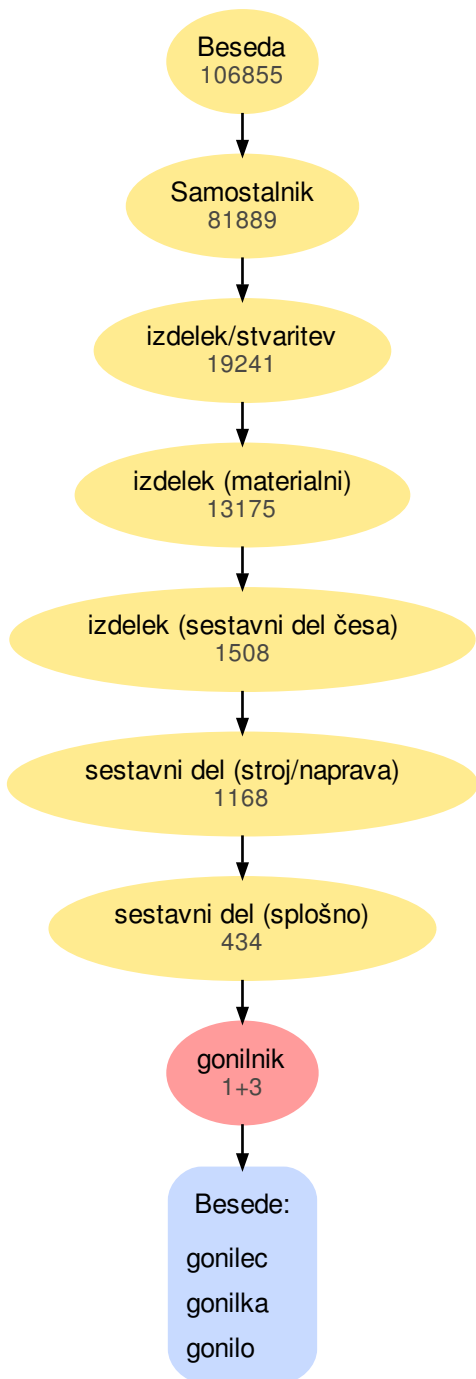 Beseda
106855
Samostalnik
81889
izdelek/stvaritev
19241
izdelek (materialni)
13175
izdelek (sestavni del česa)
1508
sestavni del (stroj/naprava)
1168
sestavni del (splošno)
434
gonilnik
1+3
Besede:
gonilec
gonilka
gonilo